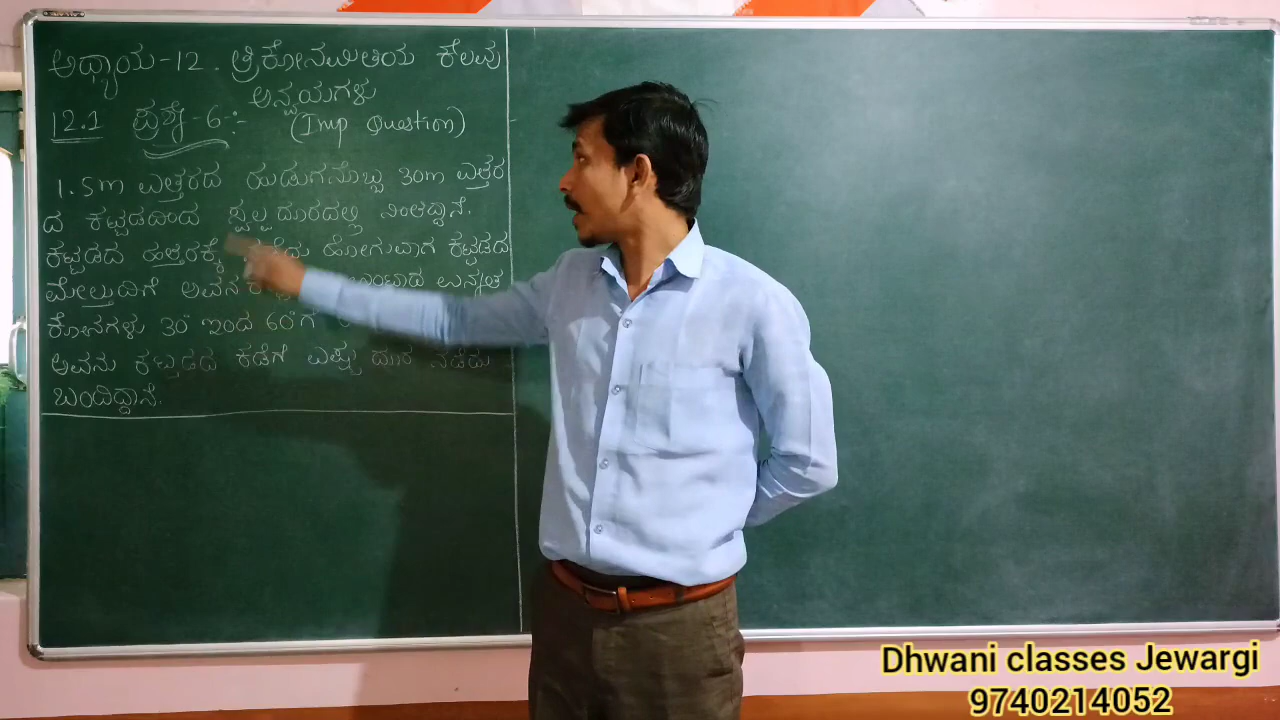 ಅಧ್ಯಾಯ-12. ತ್ರಿಕೋನಮಿತಿಯ ಕೆಲವು
ಅನ್ವಯಗಳು
12.1 ಪ್ರಶ್ನೆ-6-:- (Imp Question)
1.5m ಎತ್ತರದ ಹುಡುಗನೊಬ್ಬ 30m ಎತ್ತರ
ದ ಕಟ್ಟಡದಿಂದ ಸ್ವಲ್ಪ ದೂರದಲ್ಲಿ ನಿಂತಿದ್ದಾನೆ.
ಕಟ್ಟಡದ ಹತ್ತಿರಕ್ಕೆ ಹೋಗುವಾಗ ಕಟ್ಟಡದ
ಮೇಲ್ತುದಿಗೆ ಅವನ ಉನ್ನತ
ಕೋನಗಳು 30° ಇಂದ 60°ಗೆ
ಅವನು ಕಟ್ಟಡದ ಕಡೆಗೆ ಎಷ್ಟು ದೂರ ನಡೆದು
ಬಂದಿದ್ದಾನೆ.
Dhwani classes Jewargi
9740214052